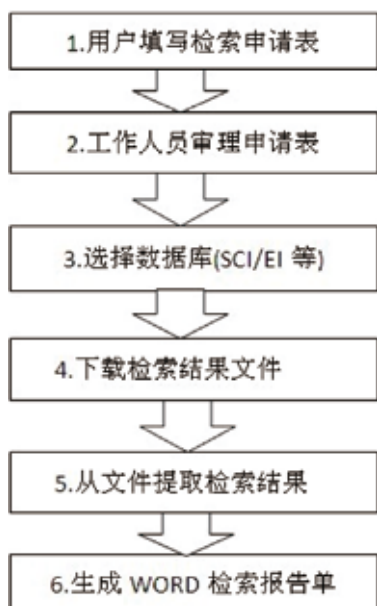 1.用户填写检索申请表
2.工作人员审理申请表
3.选择数据库(SCI/EI 等)
4.下载检索结果文件
5.从文件提取检索结果
6.生成 WORD 检索报告单